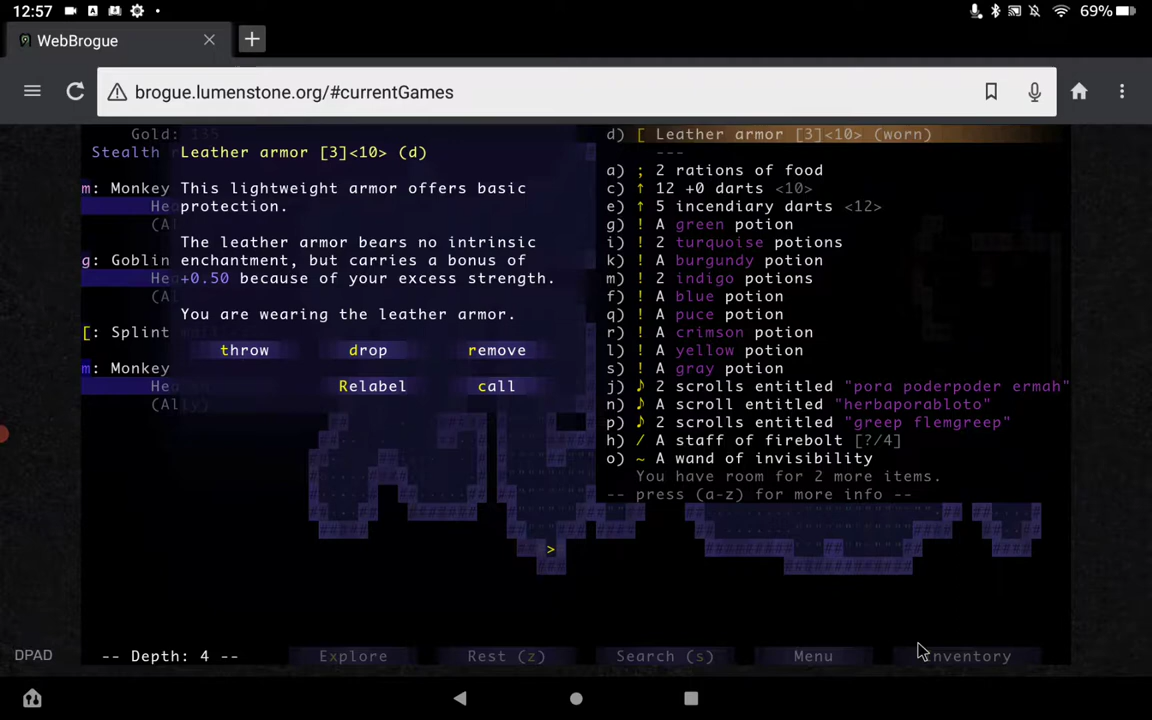 12:57
69%
WebBrogue
brogue.lumenstone.org/#currentGames
Gold: 135
Stealth
Leather armor [3]<10> (d)
m: Monkey
This lightweight armor offers basic
He
protection.
The leather armor bears no intrinsic
g: Goblin
enchantment, but carries a bonus of
He
+0.50 because of your excess strength.
[: Splint
You are wearing the leather armor.
throw drop remove
m: Monkey
Relabel call
He
(Ally)
d) [ Leather armor [3]<10> (worn)
---
a) ; 2 rations of food
c) ↑ 12 +0 darts <10>
e) ↑ 5 incendiary darts <12>
g) ! A green potion
i) ! 2 turquoise potions
k) ! A burgundy potion
m) ! 2 indigo potions
f) ! A blue potion
q) ! A puce potion
r) ! A crimson potion
l) ! A yellow potion
s) ! A gray potion
j) ♪ 2 scrolls entitled "pora poderpoder ermah"
n) ♪ A scroll entitled "herbaporabloto"
p) ♪ 2 scrolls entitled "greep flemgreep"
h) / A staff of firebolt [?/4]
o) ~ A wand of invisibility
You have room for 2 more items.
-- press (a-z) for more info --
>
DPAD
-- Depth: 4 -- Explore Rest (z) Search (s) Menu Inventory